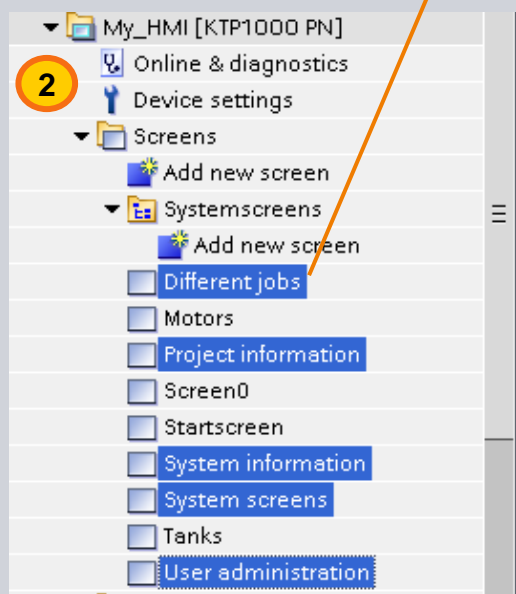 My_HMI [KTP1000 PN]
Online & diagnostics
2
Device settings
Screens
Add new screen
Systemscreens
Add new screen
Different jobs
Motors
Project information
Screen0
Startscreen
System information
System screens
Tanks
User administration